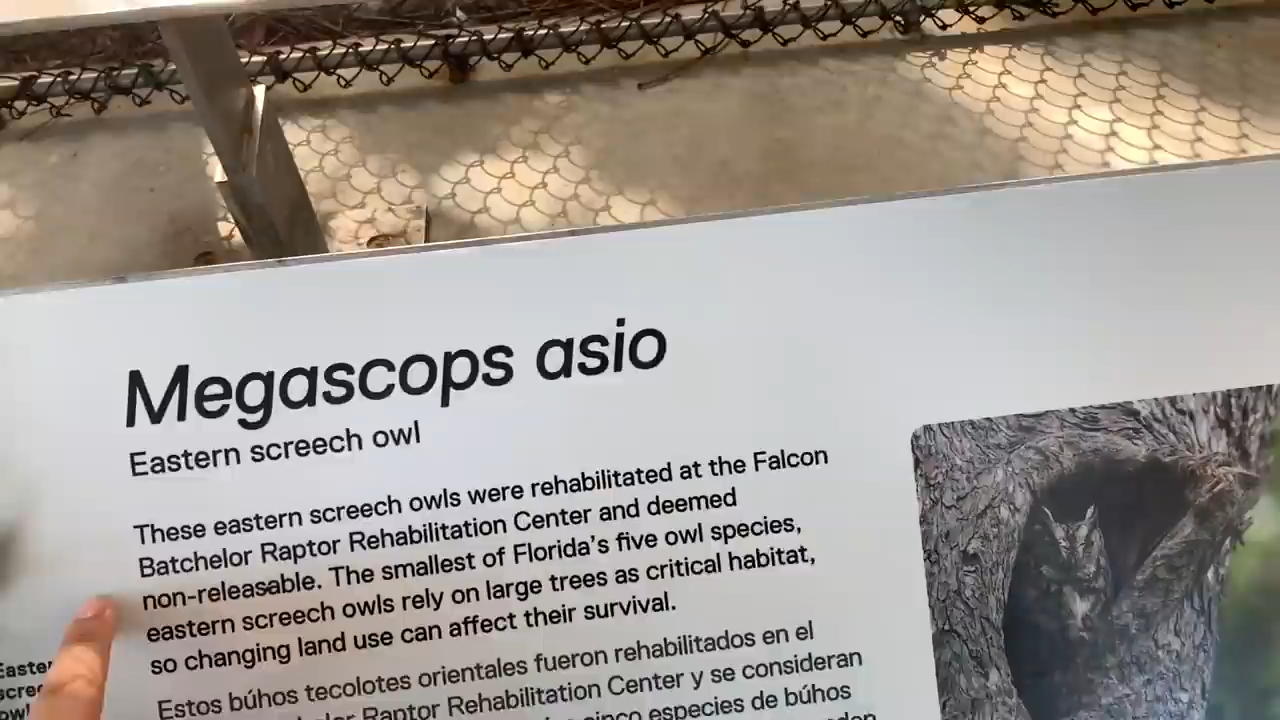 Megascops asio
Eastern screech owl
These eastern screech owls were rehabilitated at the Falcon
Batchelor Raptor Rehabilitation Center and deemed
non-releasable. The smallest of Florida's five owl species,
eastern screech owls rely on large trees as critical habitat,
so changing land use can affect their survival.
Estos búhos tecolotes orientales fueron rehabilitados en el
Raptor Rehabilitation Center y se consideran
cinco especies de búhos